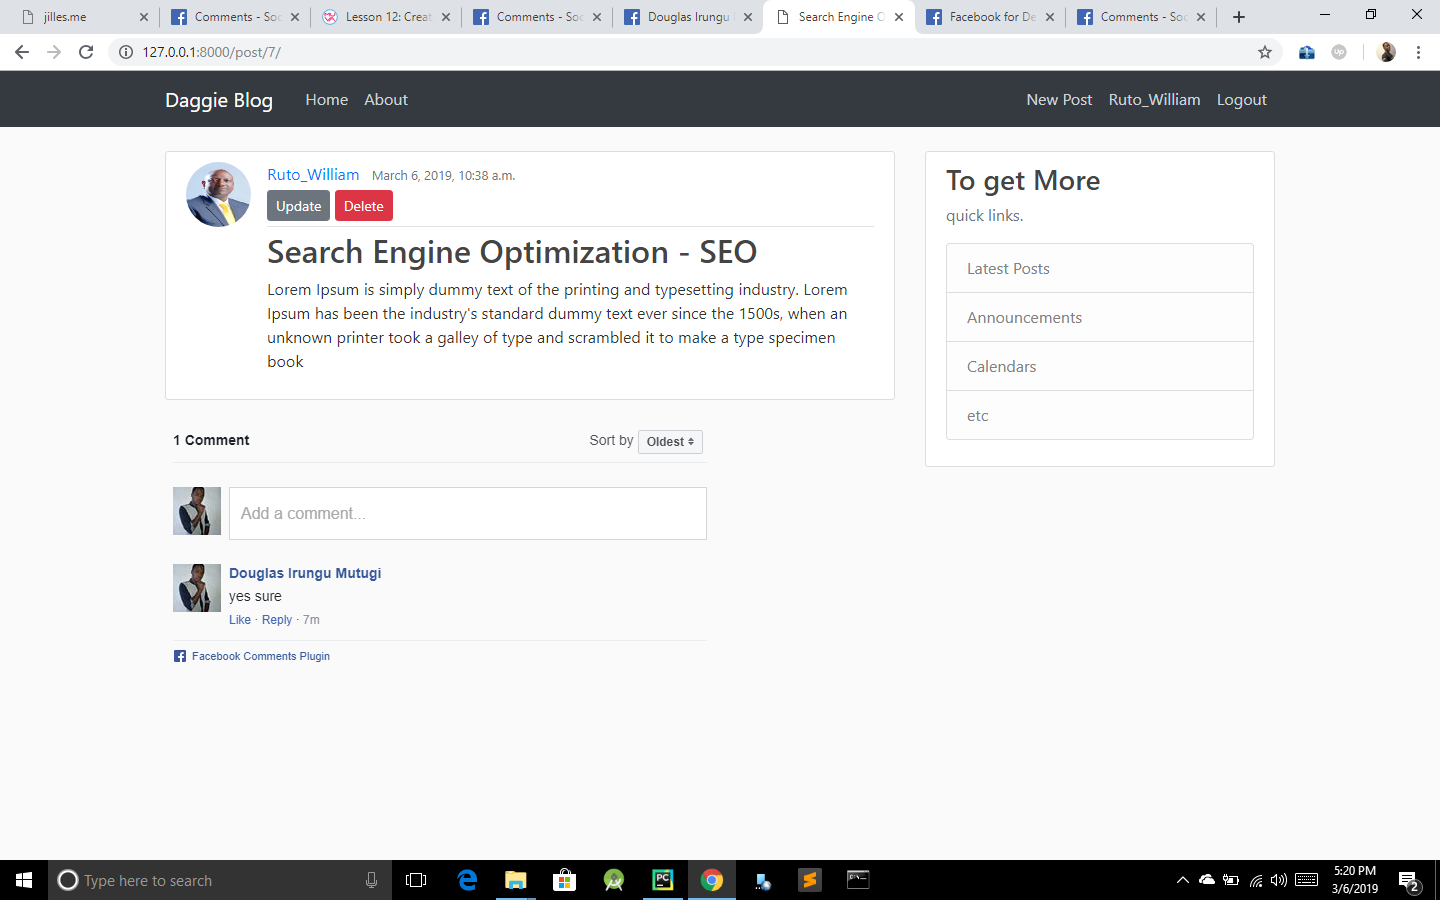 jilles.me
Comments - Soc
Lesson 12: Creat
Comments - Soc
Douglas Irungu
Search Engine O
Facebook for De
Comments - Soc
127.0.0.1:8000/post/7/
Up
Daggie Blog Home About New Post Ruto_William Logout
Ruto_William March 6, 2019, 10:38 a.m.
Update Delete
Search Engine Optimization - SEO
Lorem Ipsum is simply dummy text of the printing and typesetting industry. Lorem
Ipsum has been the industry's standard dummy text ever since the 1500s, when an
unknown printer took a galley of type and scrambled it to make a type specimen
book
To get More
quick links.
Latest Posts
Announcements
Calendars
etc
1 Comment Sort by Oldest
Add a comment...
Douglas Irungu Mutugi
yes sure
Like · Reply · 7m
Facebook Comments Plugin
Type here to search
PC
5:20 PM
3/6/2019
2